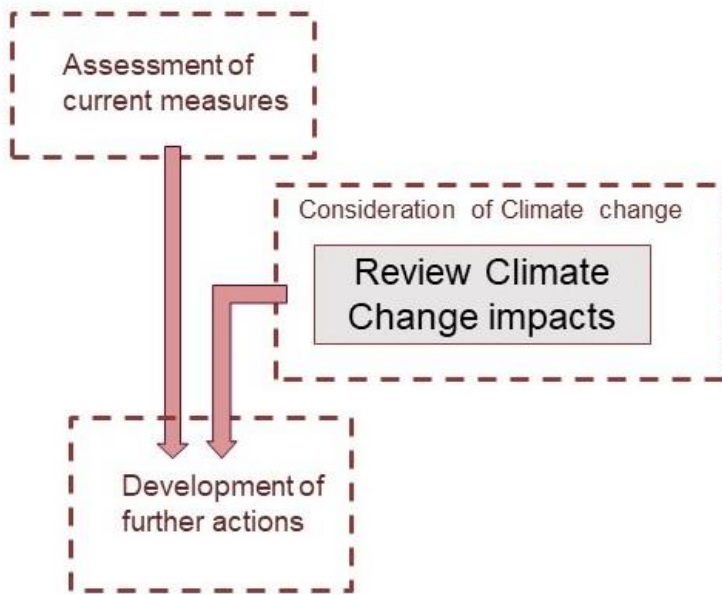 Assessment of
current measures
Consideration of Climate change
Review Climate
Change impacts
Development of
further actions